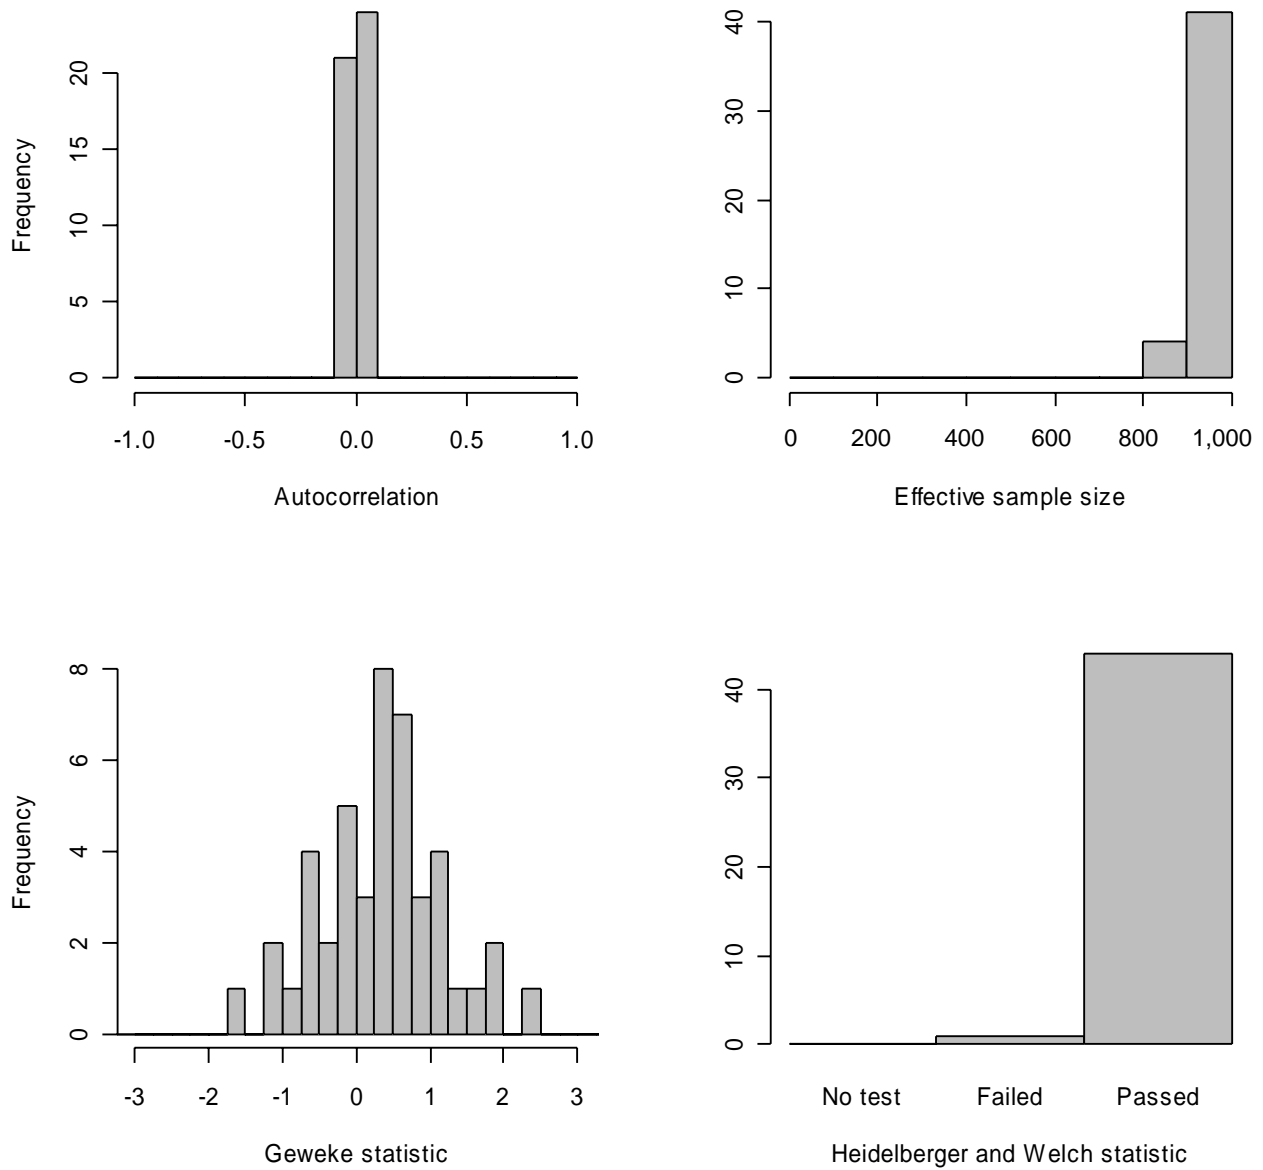 Frequency
0 5 10 15 20
-1.0 -0.5 0.0 0.5 1.0
Autocorrelation
0 10 20 30 40
0 200 400 600 800 1,000
Effective sample size
Frequency
0 2 4 6 8
-3 -2 -1 0 1 2 3
Geweke statistic
0 10 20 30 40
No test Failed Passed
Heidelberger and Welch statistic